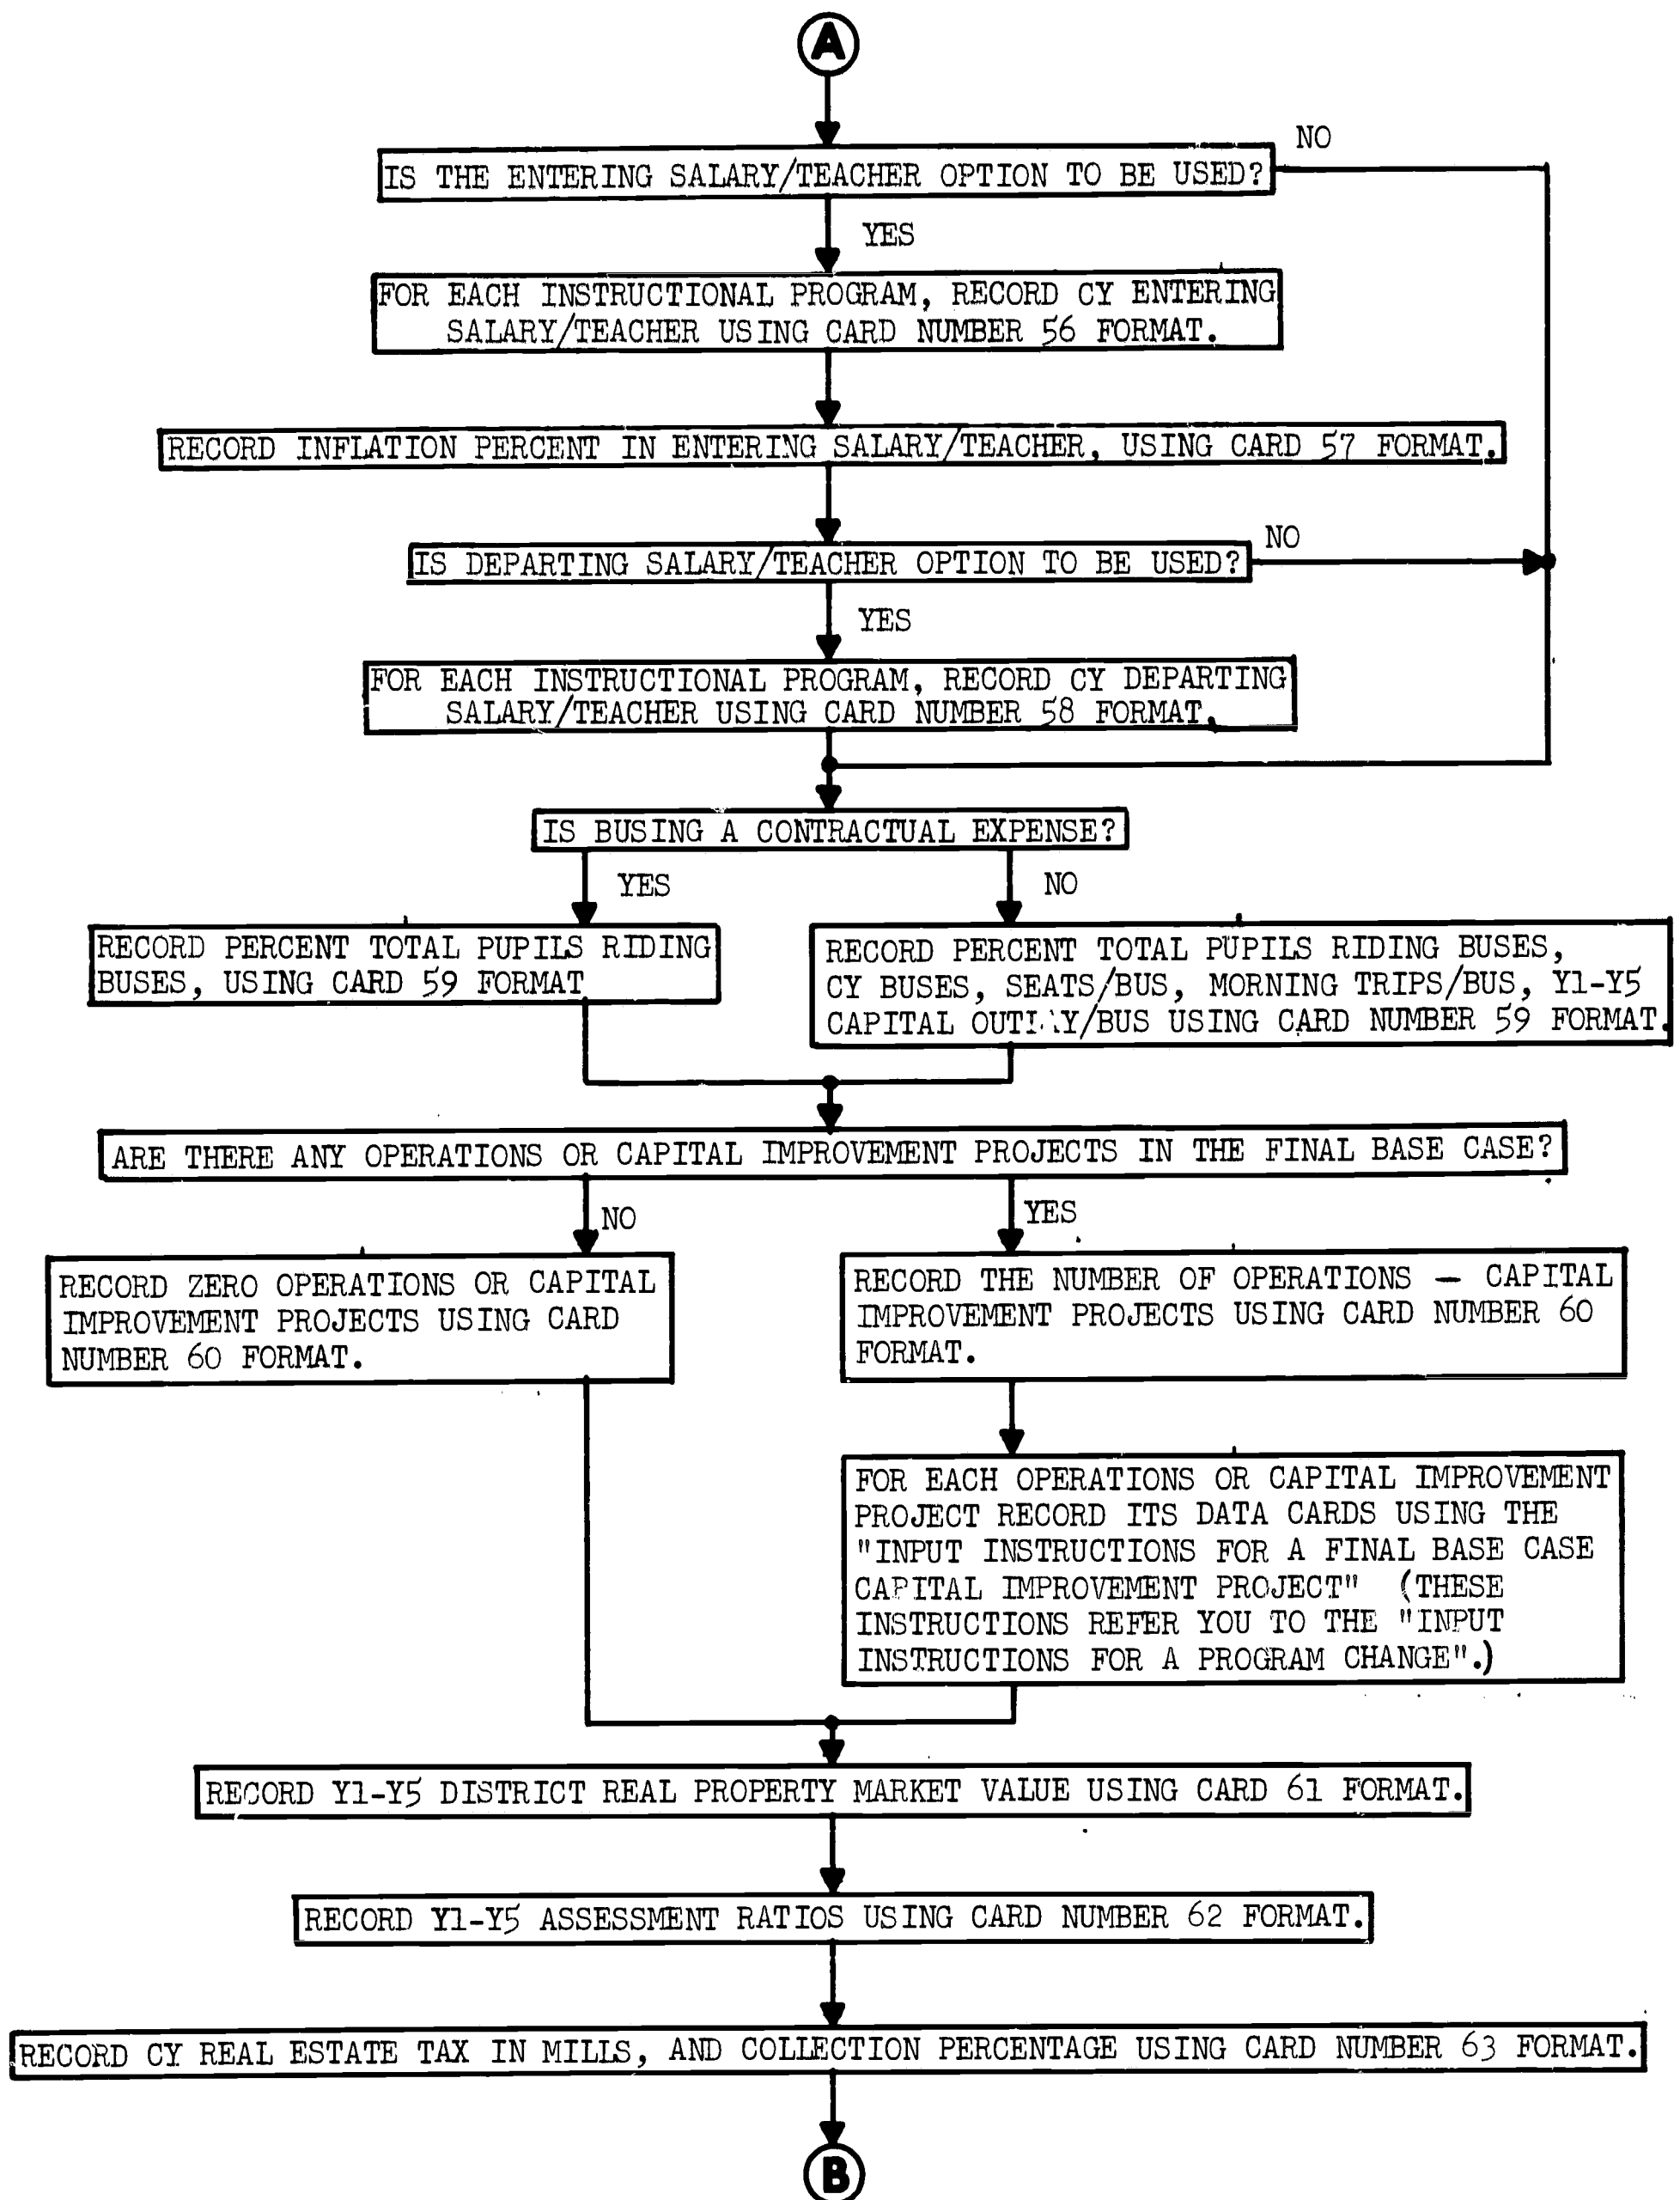 A
IS THE ENTERING SALARY/TEACHER OPTION TO BE USED?
NO
YES
FOR EACH INSTRUCTIONAL PROGRAM, RECORD CY ENTERING
SALARY/TEACHER USING CARD NUMBER 56 FORMAT.
RECORD INFLATION PERCENT IN ENTERING SALARY/TEACHER, USING CARD 57 FORMAT.
IS DEPARTING SALARY/TEACHER OPTION TO BE USED?
NO
YES
FOR EACH INSTRUCTIONAL PROGRAM, RECORD CY DEPARTING
SALARY/TEACHER USING CARD NUMBER 58 FORMAT.
IS BUSING A CONTRACTUAL EXPENSE?
YES
NO
RECORD PERCENT TOTAL PUPILS RIDING
BUSES, USING CARD 59 FORMAT
RECORD PERCENT TOTAL PUPILS RIDING BUSES,
CY BUSES, SEATS/BUS, MORNING TRIPS/BUS, Y1-Y5
CAPITAL OUTLAY/BUS USING CARD NUMBER 59 FORMAT.
ARE THERE ANY OPERATIONS OR CAPITAL IMPROVEMENT PROJECTS IN THE FINAL BASE CASE?
NO
YES
RECORD ZERO OPERATIONS OR CAPITAL
IMPROVEMENT PROJECTS USING CARD
NUMBER 60 FORMAT.
RECORD THE NUMBER OF OPERATIONS — CAPITAL
IMPROVEMENT PROJECTS USING CARD NUMBER 60
FORMAT.
FOR EACH OPERATIONS OR CAPITAL IMPROVEMENT
PROJECT RECORD ITS DATA CARDS USING THE
"INPUT INSTRUCTIONS FOR A FINAL BASE CASE
CAPITAL IMPROVEMENT PROJECT" (THESE
INSTRUCTIONS REFER YOU TO THE "INPUT
INSTRUCTIONS FOR A PROGRAM CHANGE".)
RECORD Y1-Y5 DISTRICT REAL PROPERTY MARKET VALUE USING CARD 61 FORMAT.
RECORD Y1-Y5 ASSESSMENT RATIOS USING CARD NUMBER 62 FORMAT.
RECORD CY REAL ESTATE TAX IN MILLS, AND COLLECTION PERCENTAGE USING CARD NUMBER 63 FORMAT.
B